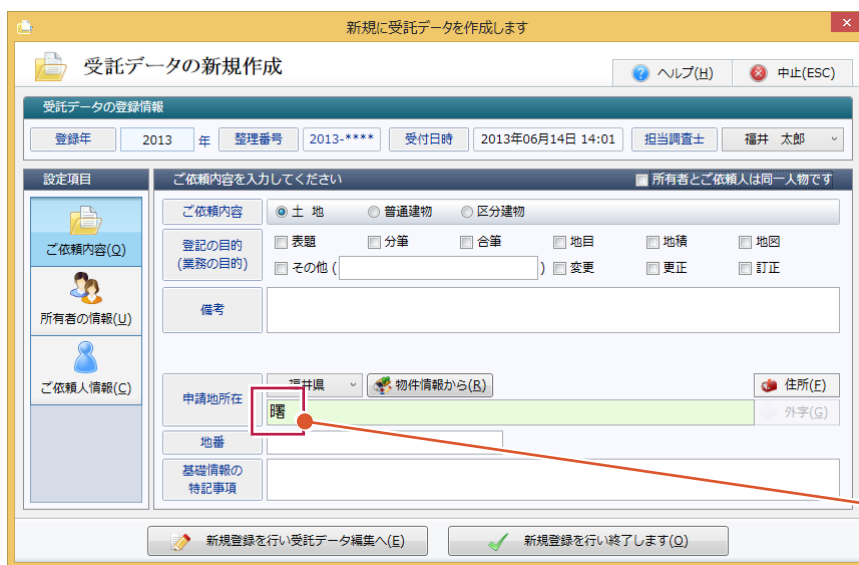 新規に受託データを作成します
受託データの新規作成
ヘルプ(H) 中止(ESC)
受託データの登録情報
登録年 2013 年 整理番号 2013-**** 受付日時 2013年06月14日 14:01 担当調査士 福井 太郎
設定項目
ご依頼内容(Q)
所有者の情報(U)
ご依頼人情報(C)
ご依頼内容を入力してください 所有者とご依頼人は同一人物です
ご依頼内容 土 地 普通建物 区分建物
登記の目的
(業務の目的)
表題 分筆 合筆 地目 地積 地図
その他 ( ) 変更 更正 訂正
備考
申請地所在 福井県 物件情報から(R) 住所(F)
曙 外字(G)
地番
基礎情報の
特記事項
新規登録を行い受託データ編集へ(E) 新規登録を行い終了します(O)